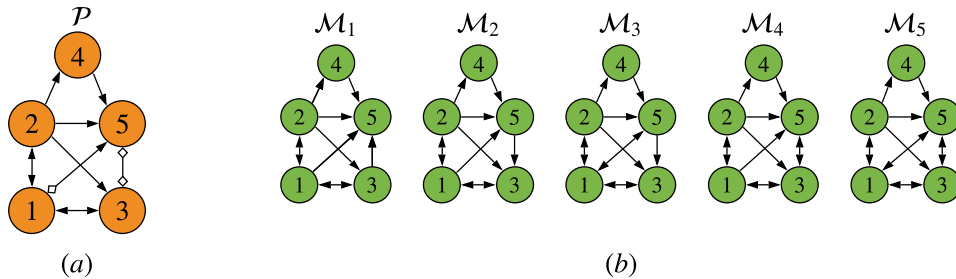 𝒫
ℳ₁ ℳ₂ ℳ₃ ℳ₄ ℳ₅
4 4 4 4 4 4
2 5 2 5 2 5 2 5 2 5 2 5
1 3 1 3 1 3 1 3 1 3 1 3
(a) (b)